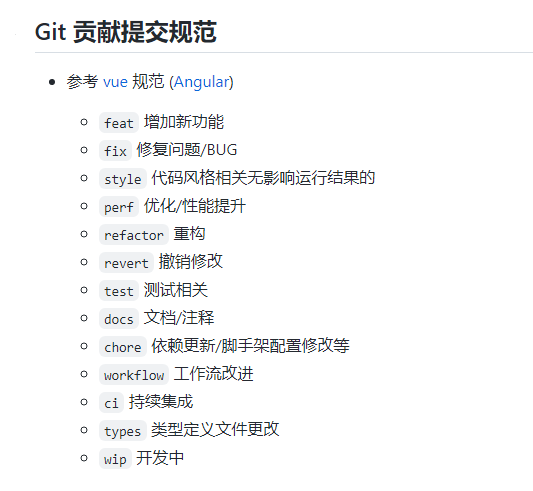 Git 贡献提交规范
参考 vue 规范 (Angular)
feat 增加新功能
fix 修复问题/BUG
style 代码风格相关无影响运行结果的
perf 优化/性能提升
refactor 重构
revert 撤销修改
test 测试相关
docs 文档/注释
chore 依赖更新/脚手架配置修改等
workflow 工作流改进
ci 持续集成
types 类型定义文件更改
wip 开发中